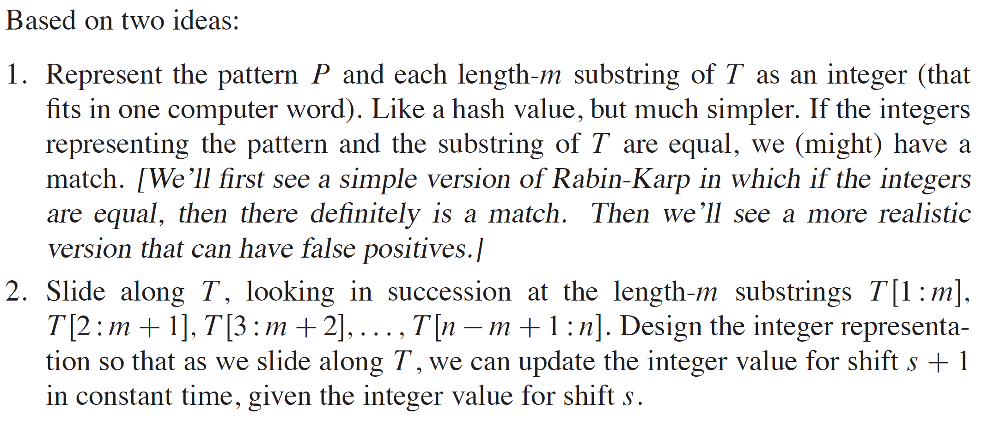 Based on two ideas:
1. Represent the pattern P and each length-m substring of T as an integer (that
fits in one computer word). Like a hash value, but much simpler. If the integers
representing the pattern and the substring of T are equal, we (might) have a
match. [We’ll first see a simple version of Rabin-Karp in which if the integers
are equal, then there definitely is a match. Then we’ll see a more realistic
version that can have false positives.]
2. Slide along T, looking in succession at the length-m substrings T[1:m],
T[2:m + 1], T[3:m + 2], . . . , T[n − m + 1:n]. Design the integer representa-
tion so that as we slide along T, we can update the integer value for shift s + 1
in constant time, given the integer value for shift s.